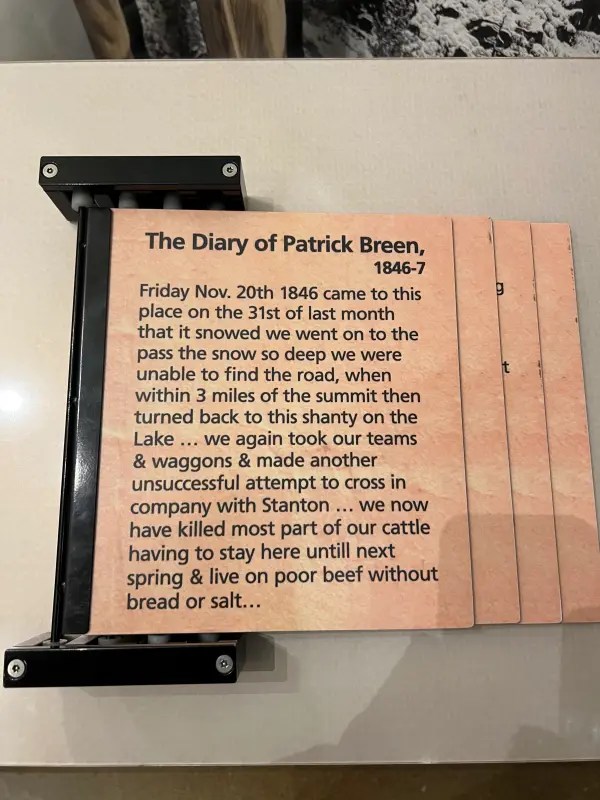 The Diary of Patrick Breen,
1846-7
Friday Nov. 20th 1846 came to this
place on the 31st of last month
that it snowed we went on to the
pass the snow so deep we were
unable to find the road, when
within 3 miles of the summit then
turned back to this shanty on the
Lake ... we again took our teams
& waggons & made another
unsuccessful attempt to cross in
company with Stanton ... we now
have killed most part of our cattle
having to stay here untill next
spring & live on poor beef without
bread or salt...
g
t